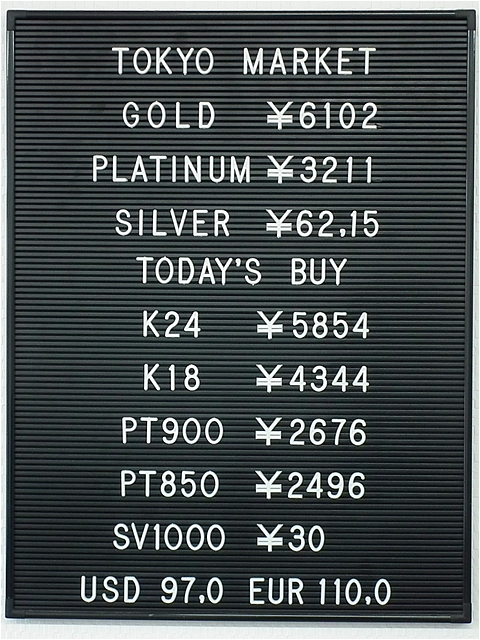 TOKYO MARKET
GOLD ¥6102
PLATINUM ¥3211
SILVER ¥62,15
TODAY'S BUY
K24 ¥5854
K18 ¥4344
PT900 ¥2676
PT850 ¥2496
SV1000 ¥30
USD 97,0 EUR 110,0